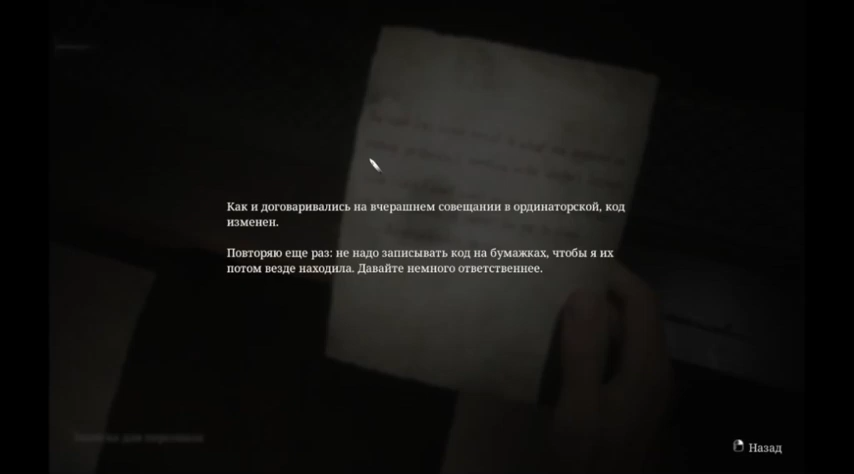 Как и договаривались на вчерашнем совещании в ординаторской, код
изменен.
Повторяю еще раз: не надо записывать код на бумажках, чтобы я их
потом везде находила. Давайте немного ответственнее.
Назад